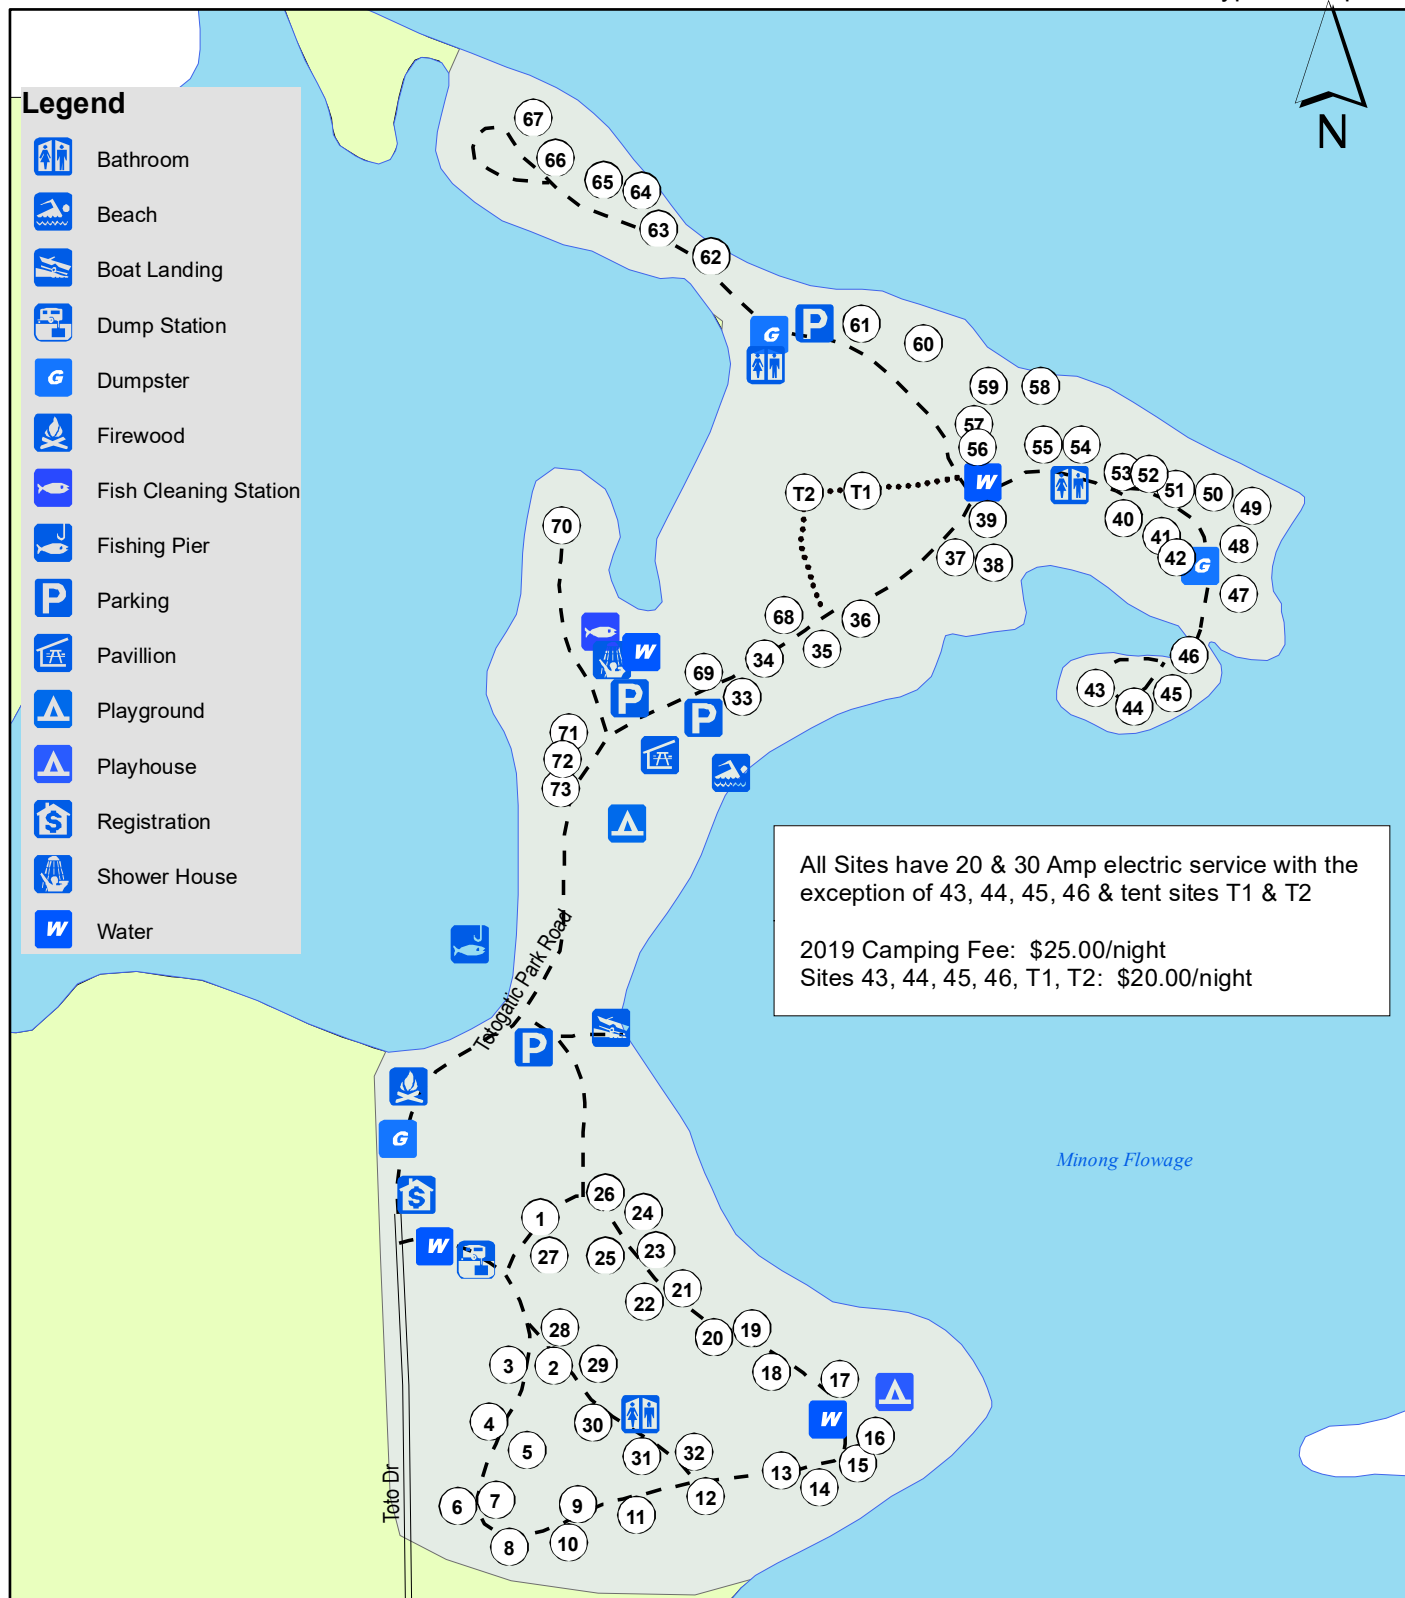 N
Legend
Bathroom
Beach
Boat Landing
Dump Station
G Dumpster
Firewood
Fish Cleaning Station
Fishing Pier
P Parking
Pavillion
Playground
Playhouse
$ Registration
Shower House
W Water
67
66
65
64
63
62
G
P
61
60
59
58
57
56
55
54
53
52
51
50
49
W
T2
T1
39
40
41
42
G
48
47
37
38
70
68
36
35
34
46
W
69
33
P
P
43
44
45
71
72
73
All Sites have 20 & 30 Amp electric service with the
exception of 43, 44, 45, 46 & tent sites T1 & T2
2019 Camping Fee: $25.00/night
Sites 43, 44, 45, 46, T1, T2: $20.00/night
Totogatic Park Road
P
G
Minong Flowage
$
26
1
24
W
27
25
23
22
21
28
20
19
3
2
29
18
17
4
30
W
5
31
32
16
15
13
14
6
7
9
12
11
8
10
Toto Dr